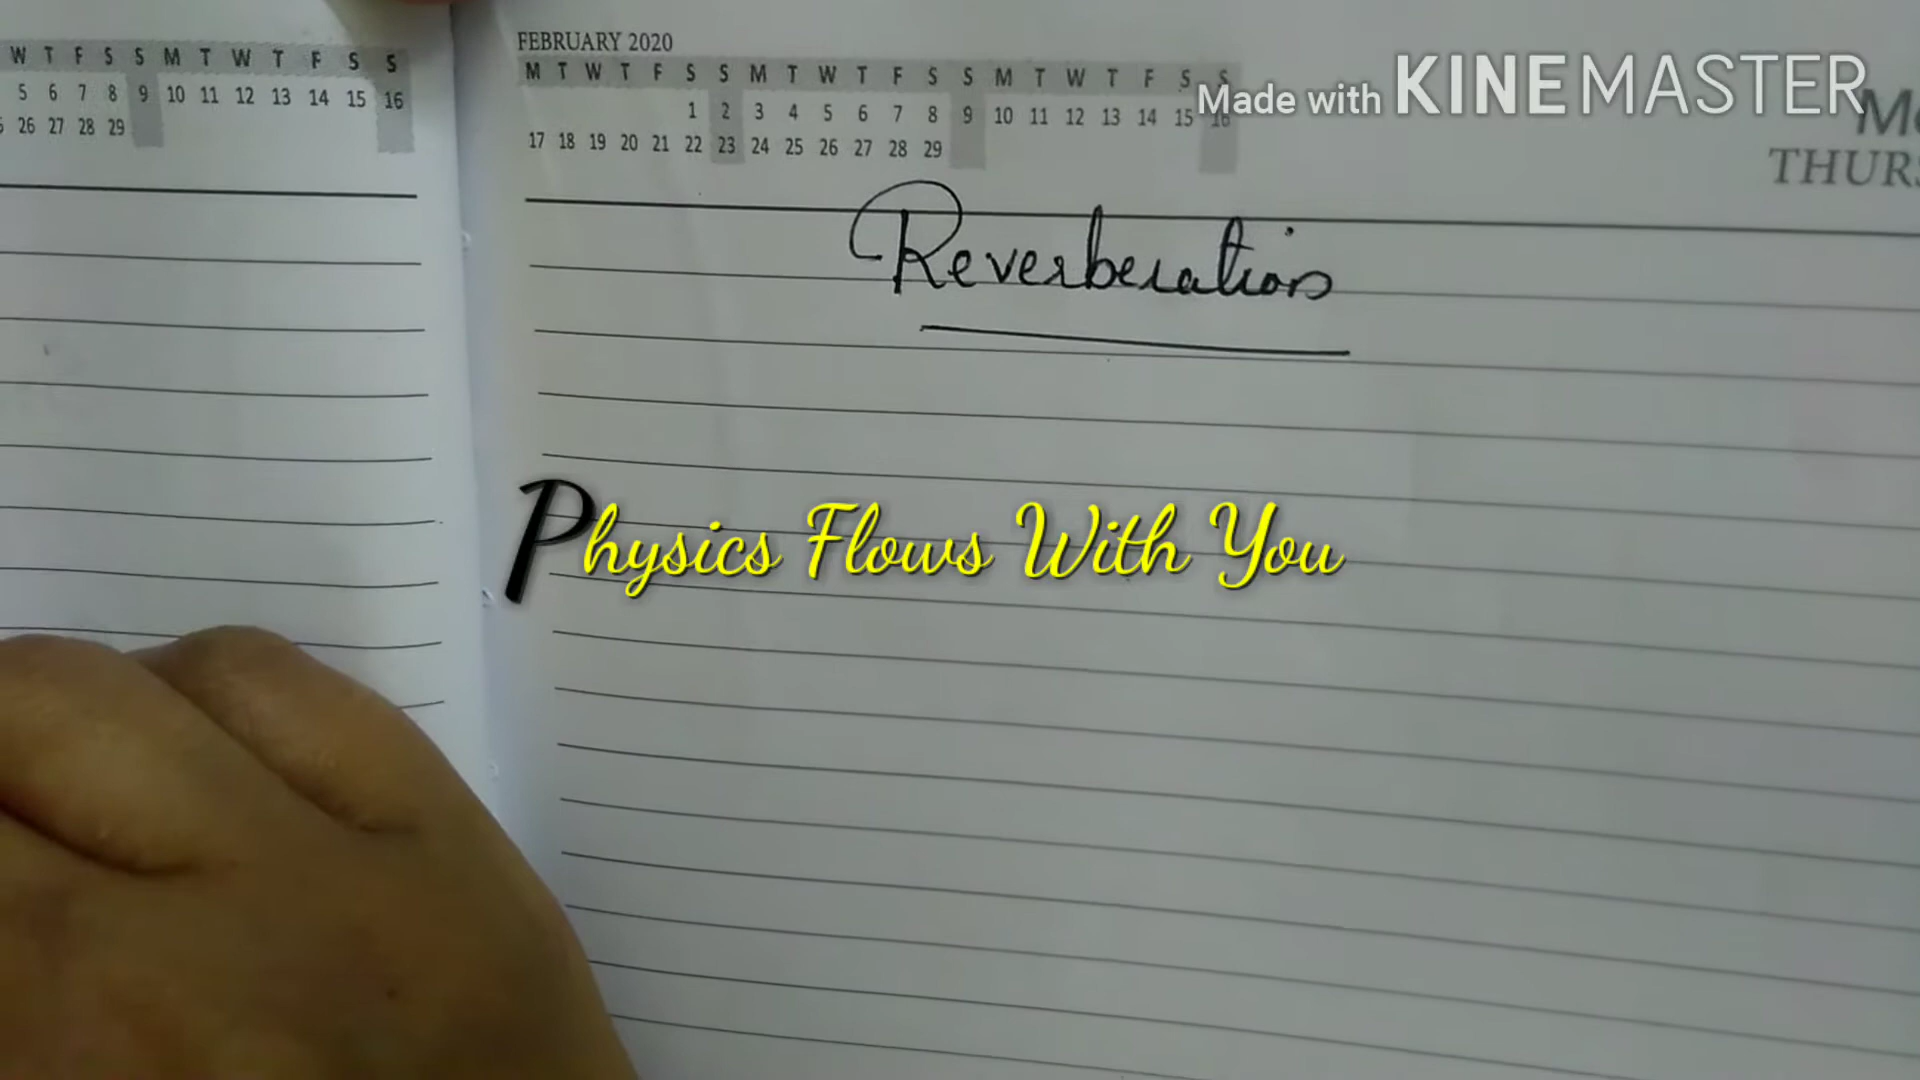 W T F S S M T W T F S S
5 6 7 8 9 10 11 12 13 14 15 16
26 27 28 29
FEBRUARY 2020
M T W T F S S M T W T F S S M T W T F S S
1 2 3 4 5 6 7 8 9 10 11 12 13 14 15 16
17 18 19 20 21 22 23 24 25 26 27 28 29
Made with KINEMASTER
THURS
Reverberation
Physics Flows With You